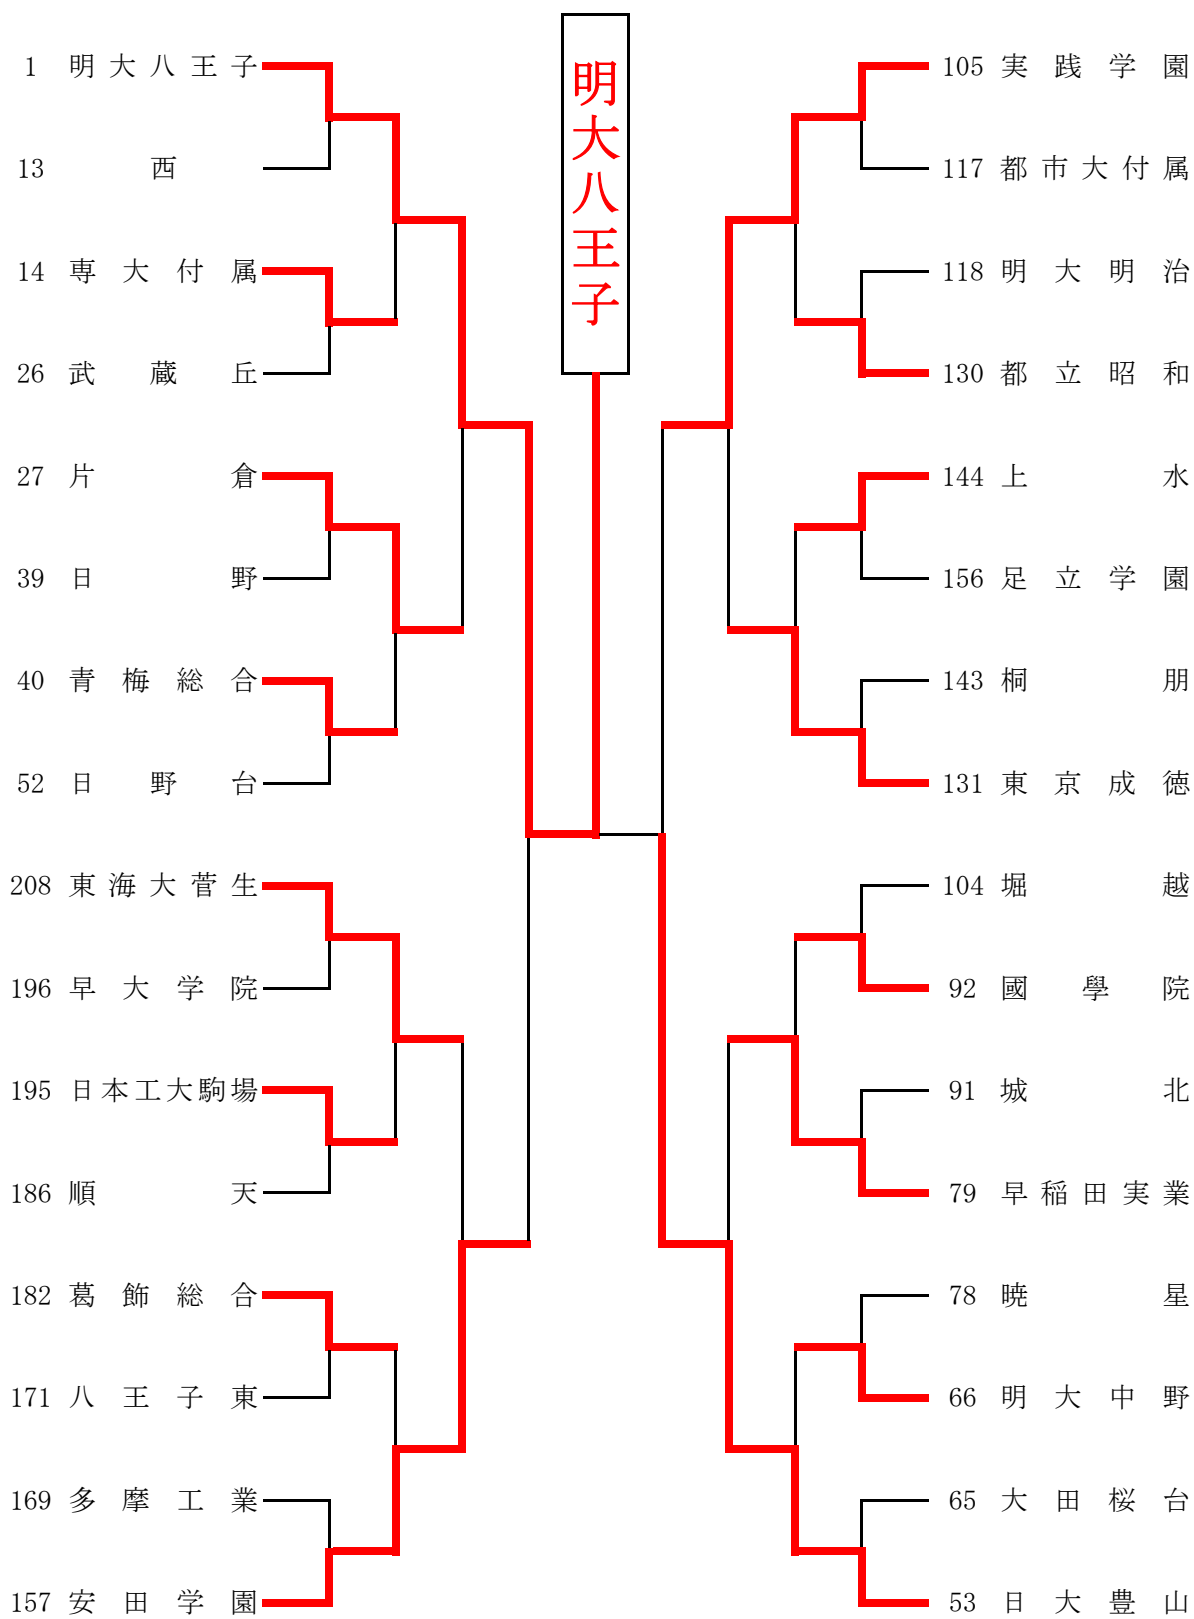 明大八王子
1 明大八王子
13 西
14 専大付属
26 武蔵丘
27 片倉
39 日野
40 青梅総合
52 日野台
208 東海大菅生
196 早大学院
195 日本工大駒場
186 順天
182 葛飾総合
171 八王子東
169 多摩工業
157 安田学園
105 実践学園
117 都市大付属
118 明大明治
130 都立昭和
144 上水
156 足立学園
143 桐朋
131 東京成徳
104 堀越
92 國學院
91 城北
79 早稲田実業
78 暁星
66 明大中野
65 大田桜台
53 日大豊山